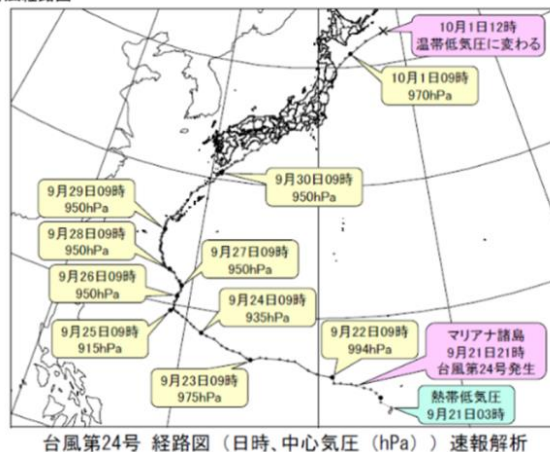 10月1日12時
温帯低気圧に変わる
10月1日09時
970hPa
9月30日09時
950hPa
9月29日09時
950hPa
9月28日09時
950hPa
9月27日09時
950hPa
9月26日09時
950hPa
9月24日09時
935hPa
9月25日09時
915hPa
9月22日09時
994hPa
マリアナ諸島
9月21日21時
台風第24号発生
9月23日09時
975hPa
熱帯低気圧
9月21日03時
台風第24号 経路図（日時、中心気圧（hPa））速報解析